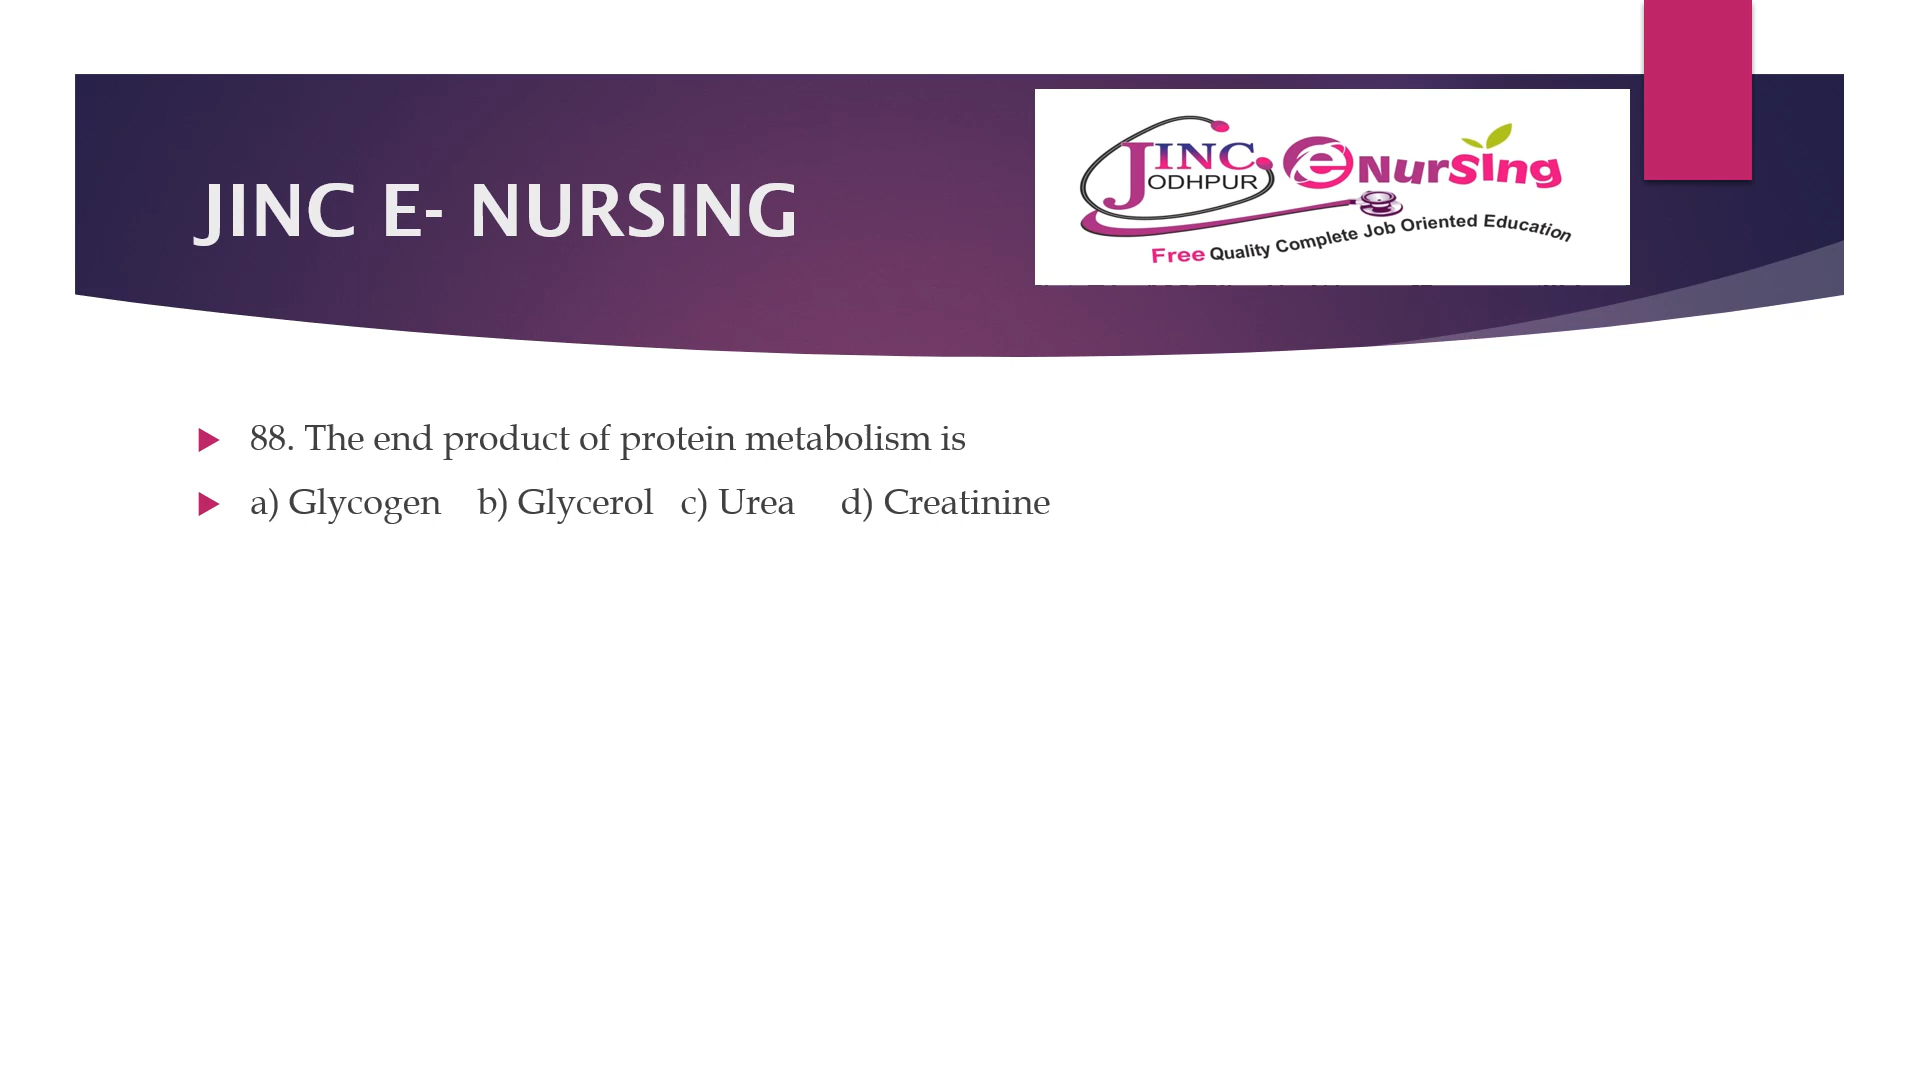 JINC E- NURSING
JINC eNursing
ODHPUR
Free Quality Complete Job Oriented Education
88. The end product of protein metabolism is
a) Glycogen b) Glycerol c) Urea d) Creatinine